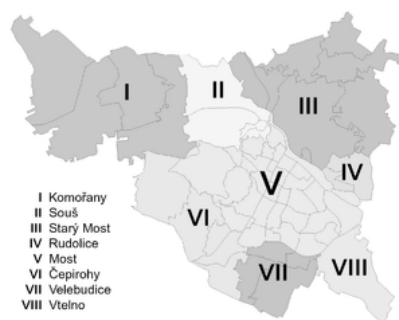 I
II
III
IV
V
VI
VII
VIII
I Komořany
II Souš
III Starý Most
IV Rudolice
V Most
VI Čepirohy
VII Velebudice
VIII Vtelno